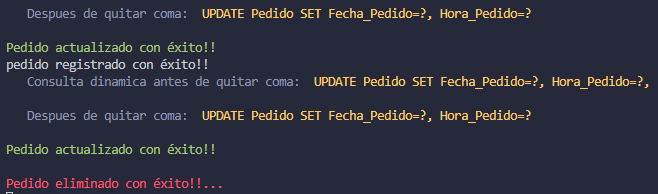 Despues de quitar coma: UPDATE Pedido SET Fecha_Pedido=?, Hora_Pedido=?
Pedido actualizado con éxito!!
pedido registrado con éxito!!
Consulta dinamica antes de quitar coma: UPDATE Pedido SET Fecha_Pedido=?, Hora_Pedido=?,
Despues de quitar coma: UPDATE Pedido SET Fecha_Pedido=?, Hora_Pedido=?
Pedido actualizado con éxito!!
Pedido eliminado con éxito!!...